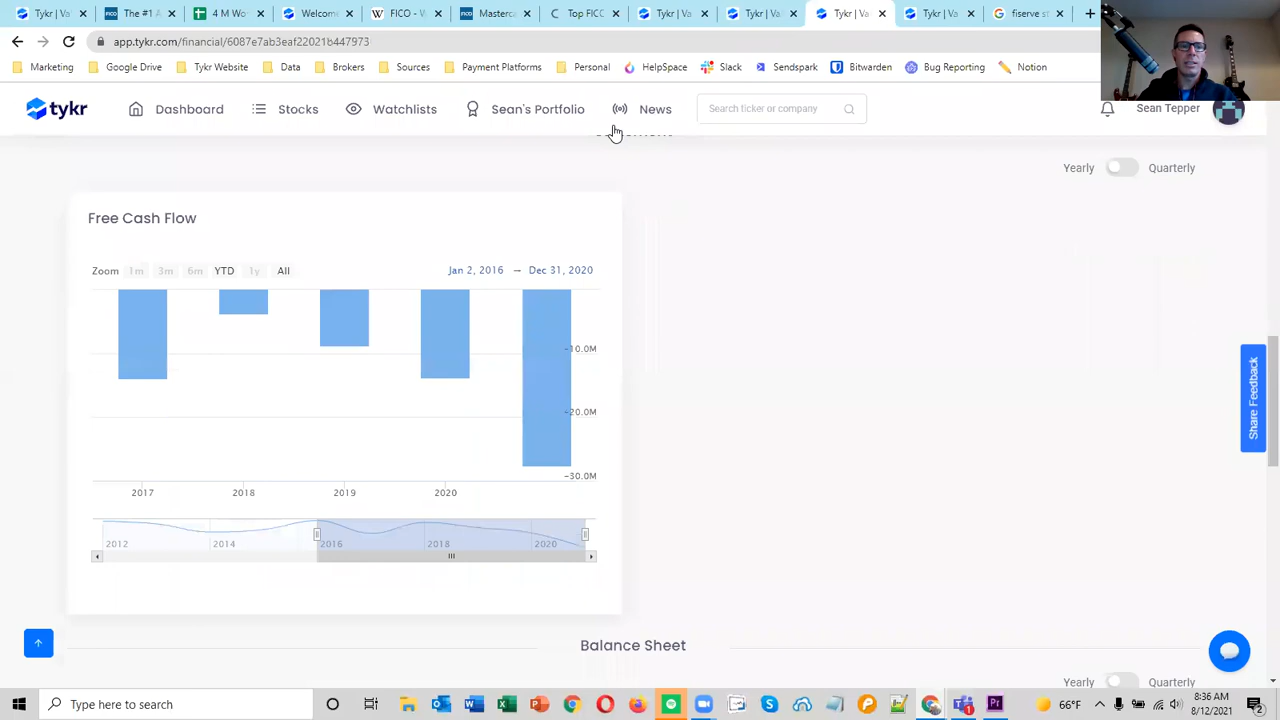 The #1 A
4 M Wor
Welcome
FICO - W
Masterca
Top FICO
Tykr | Va
Tykr | Va
Tykr | Va
Tykr | Va
fiserve st
app.tykr.com/financial/6087e7ab3eaf22021b447973
Marketing Google Drive Tykr Website Data Brokers Sources Payment Platforms Personal HelpSpace Slack Sendspark Bitwarden Bug Reporting Notion
tykr Dashboard Stocks Watchlists Sean's Portfolio News Search ticker or company Sean Tepper
Yearly Quarterly
Free Cash Flow
Zoom 1m 3m 6m YTD 1y All Jan 2, 2016 → Dec 31, 2020
-10.0M
-20.0M
-30.0M
2017 2018 2019 2020
2012 2014 2016 2018 2020
Share Feedback
Balance Sheet
Yearly Quarterly
Type here to search
66°F
8:36 AM
8/12/2021